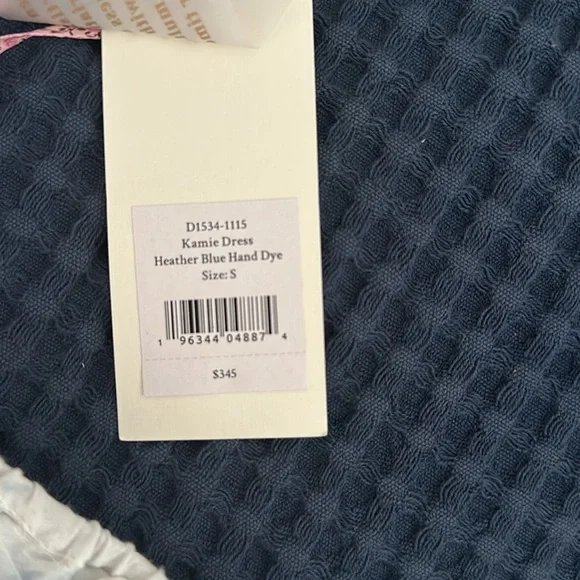 D1534-1115
Kamie Dress
Heather Blue Hand Dye
Size: S
1 96344 04887 4
$345